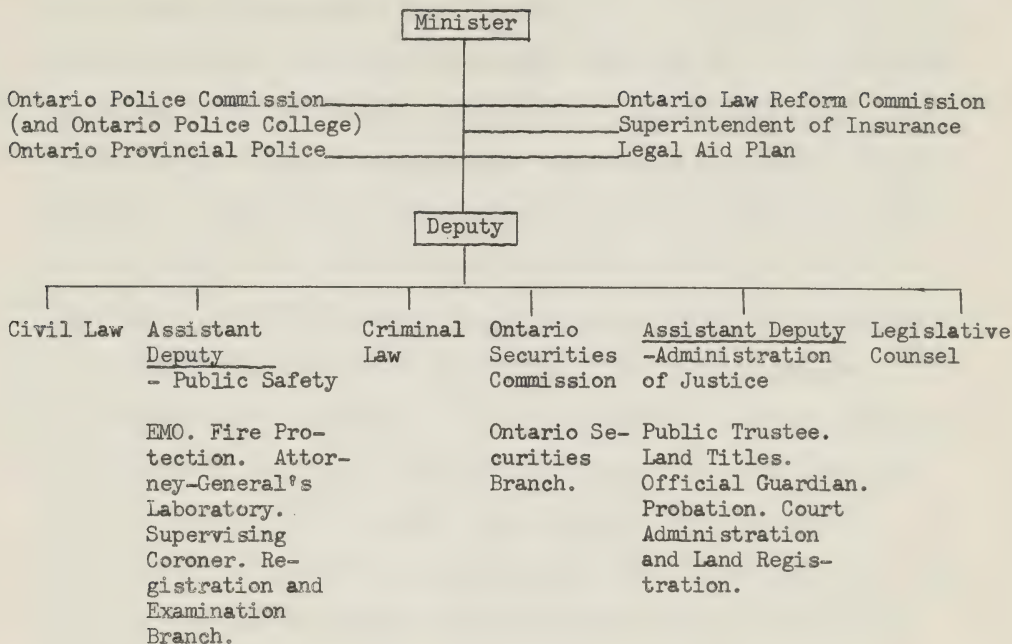 Minister
Ontario Police Commission
(and Ontario Police College)
Ontario Provincial Police
Ontario Law Reform Commission
Superintendent of Insurance
Legal Aid Plan
Deputy
Civil Law
Assistant
Deputy
- Public Safety
EMO. Fire Pro-
tection. Attor-
ney-General's
Laboratory.
Supervising
Coroner. Re-
gistration and
Examination
Branch.
Criminal
Law
Ontario
Securities
Commission
Ontario Se-
curities
Branch.
Assistant Deputy
-Administration
of Justice
Public Trustee.
Land Titles.
Official Guardian.
Probation. Court
Administration
and Land Regis-
tration.
Legislative
Counsel